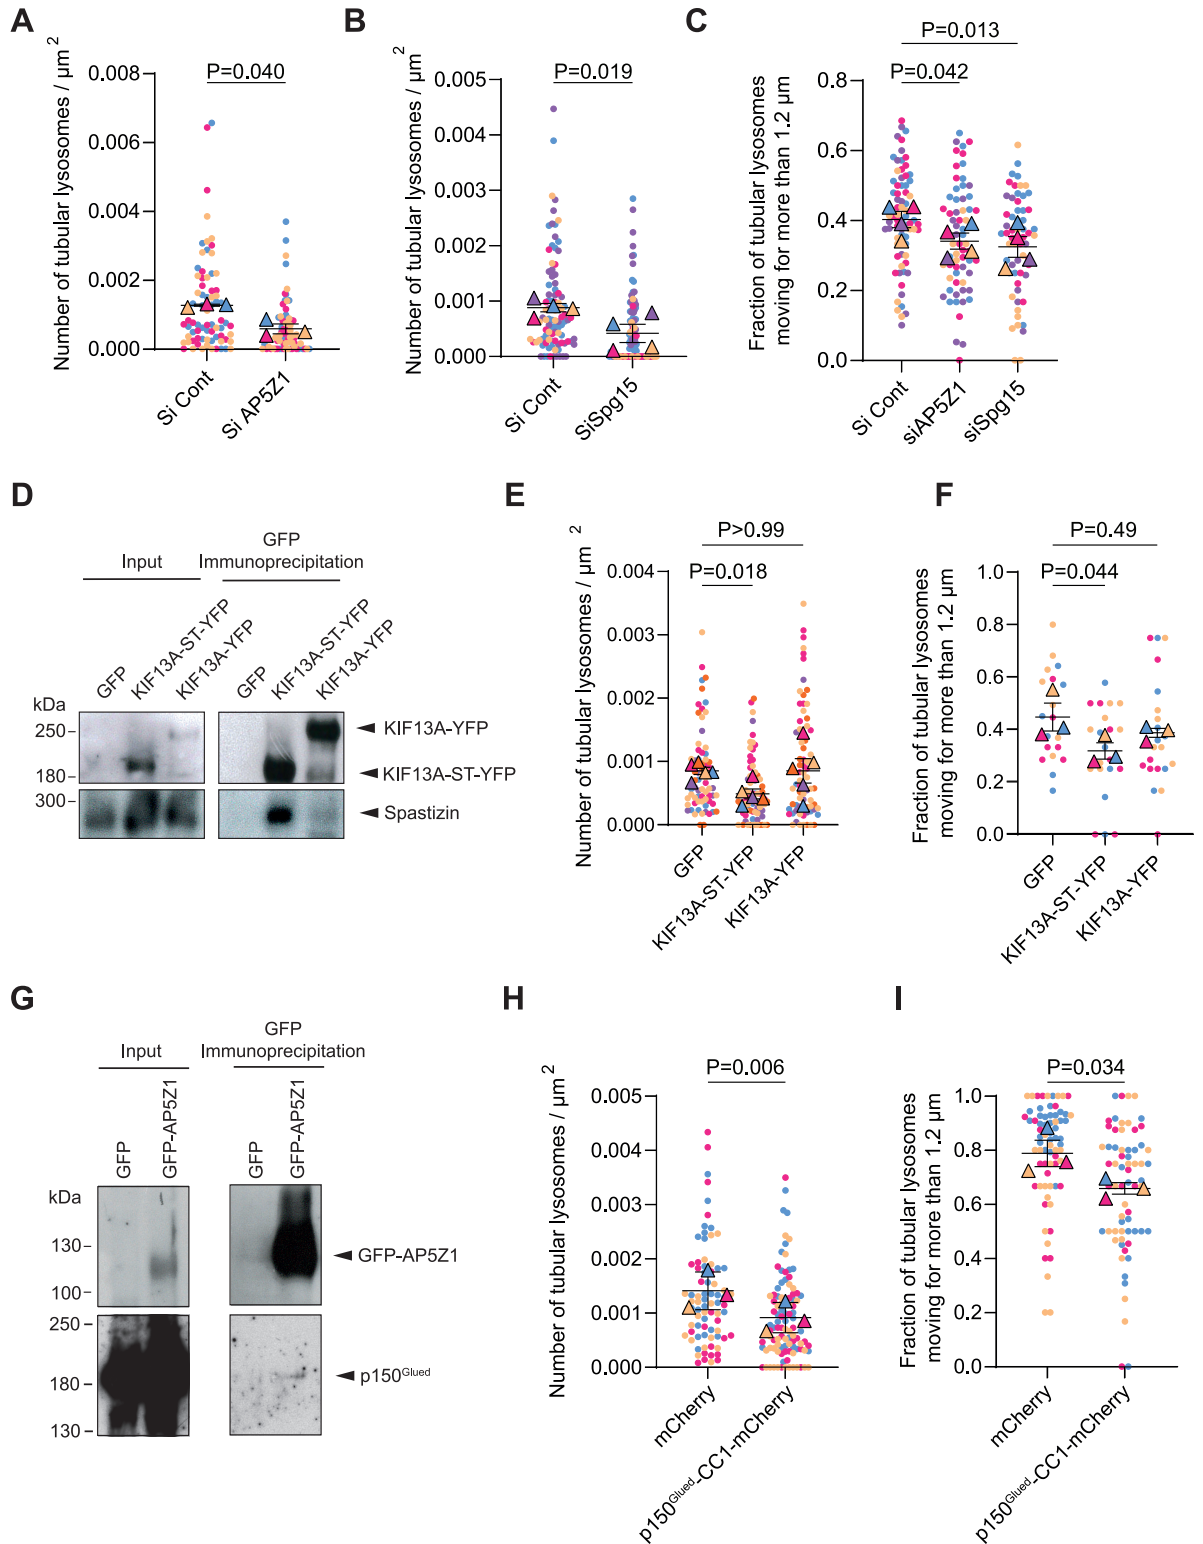 A
Number of tubular lysosomes / µm²
0.008
0.006
0.004
0.002
0.000
P=0.040
Si Cont
Si AP5Z1
B
Number of tubular lysosomes / µm²
0.005
0.004
0.003
0.002
0.001
0.000
P=0.019
Si Cont
SiSpg15
C
Fraction of tubular lysosomes
moving for more than 1.2 µm
0.8
0.6
0.4
0.2
0.0
P=0.013
P=0.042
Si Cont
siAP5Z1
siSpg15
D
Input
GFP
Immunoprecipitation
GFP
KIF13A-ST-YFP
KIF13A-YFP
GFP
KIF13A-ST-YFP
KIF13A-YFP
kDa
250
180
300
KIF13A-YFP
KIF13A-ST-YFP
Spastizin
E
Number of tubular lysosomes / µm²
0.004
0.003
0.002
0.001
0.000
P>0.99
P=0.018
GFP
KIF13A-ST-YFP
KIF13A-YFP
F
Fraction of tubular lysosomes
moving for more than 1.2 µm
1.0
0.8
0.6
0.4
0.2
0.0
P=0.49
P=0.044
GFP
KIF13A-ST-YFP
KIF13A-YFP
G
Input
GFP
Immunoprecipitation
GFP
GFP-AP5Z1
GFP
GFP-AP5Z1
kDa
130
100
250
180
130
GFP-AP5Z1
p150Glued
H
Number of tubular lysosomes / µm²
0.005
0.004
0.003
0.002
0.001
0.000
P=0.006
mCherry
p150Glued-CC1-mCherry
I
Fraction of tubular lysosomes
moving for more than 1.2 µm
1.0
0.8
0.6
0.4
0.2
0.0
P=0.034
mCherry
p150Glued-CC1-mCherry